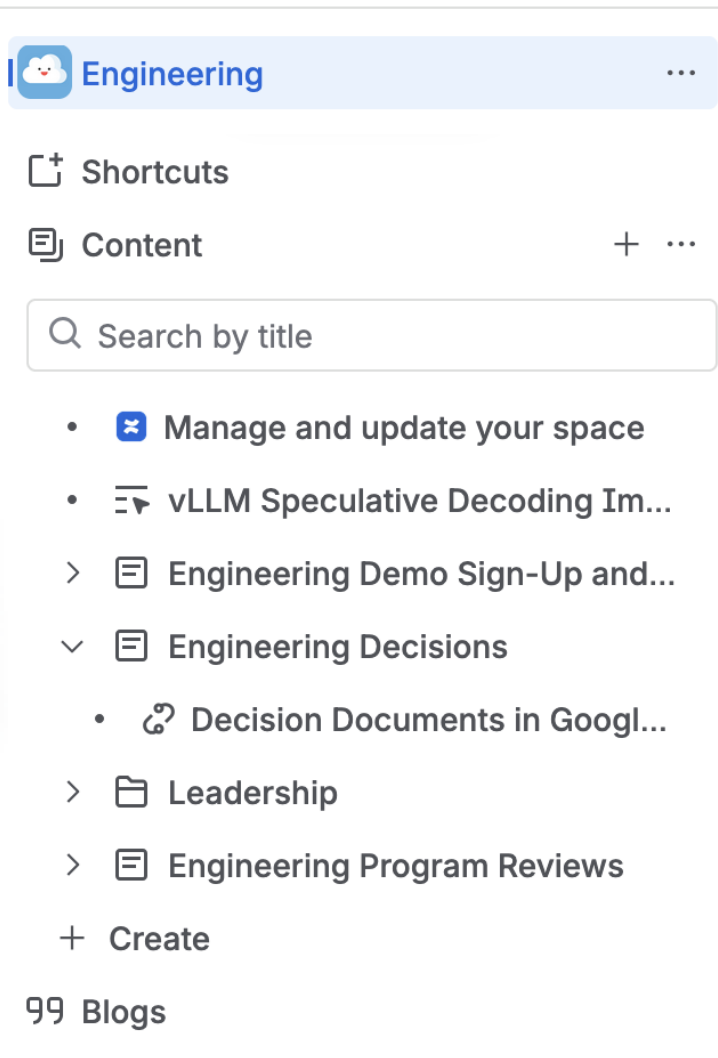 Engineering
Shortcuts
Content
Search by title
Manage and update your space
vLLM Speculative Decoding Im...
Engineering Demo Sign-Up and...
Engineering Decisions
Decision Documents in Googl...
Leadership
Engineering Program Reviews
Create
Blogs